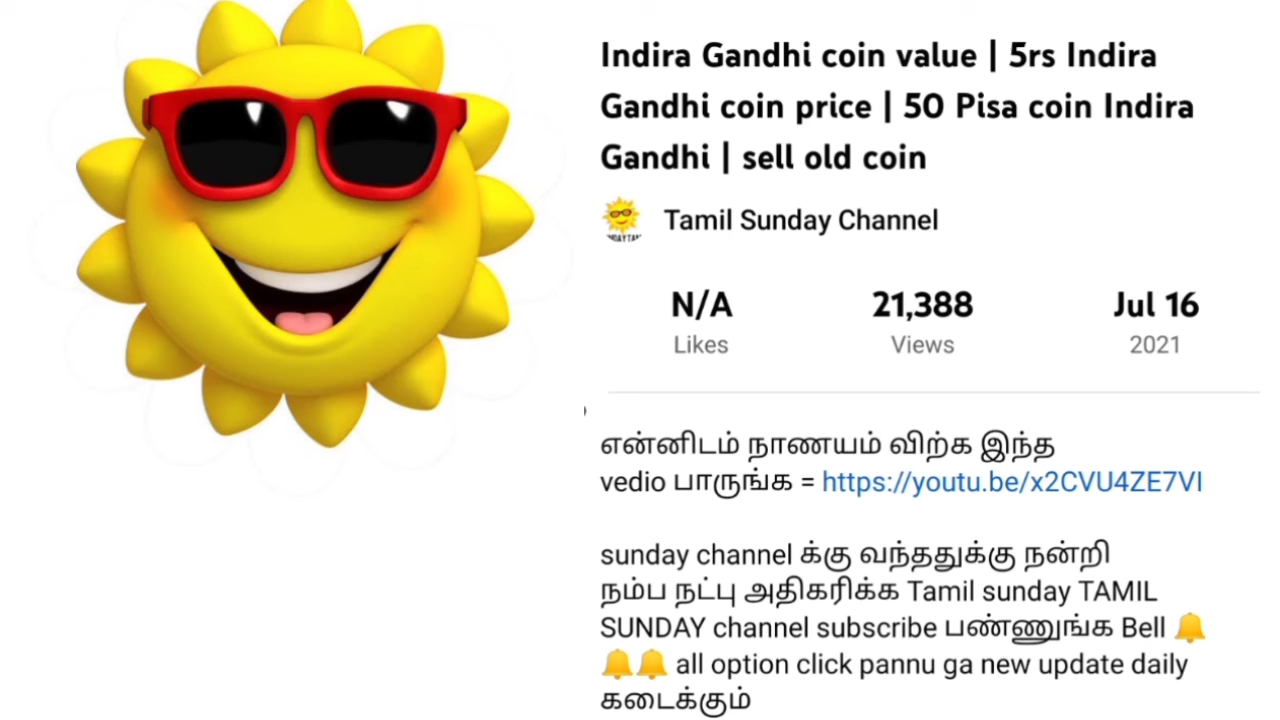 Indira Gandhi coin value | 5rs Indira
Gandhi coin price | 50 Pisa coin Indira
Gandhi | sell old coin
Tamil Sunday Channel
N/A 21,388 Jul 16
Likes Views 2021
என்னிடம் நாணயம் விற்க இந்த
vedio பாருங்க = https://youtu.be/x2CVU4ZE7VI
sunday channel க்கு வந்ததுக்கு நன்றி
நம்ப நட்பு அதிகரிக்க Tamil sunday TAMIL
SUNDAY channel subscribe பண்ணுங்க Bell 🔔
🔔🔔 all option click pannu ga new update daily
கடைக்கும்